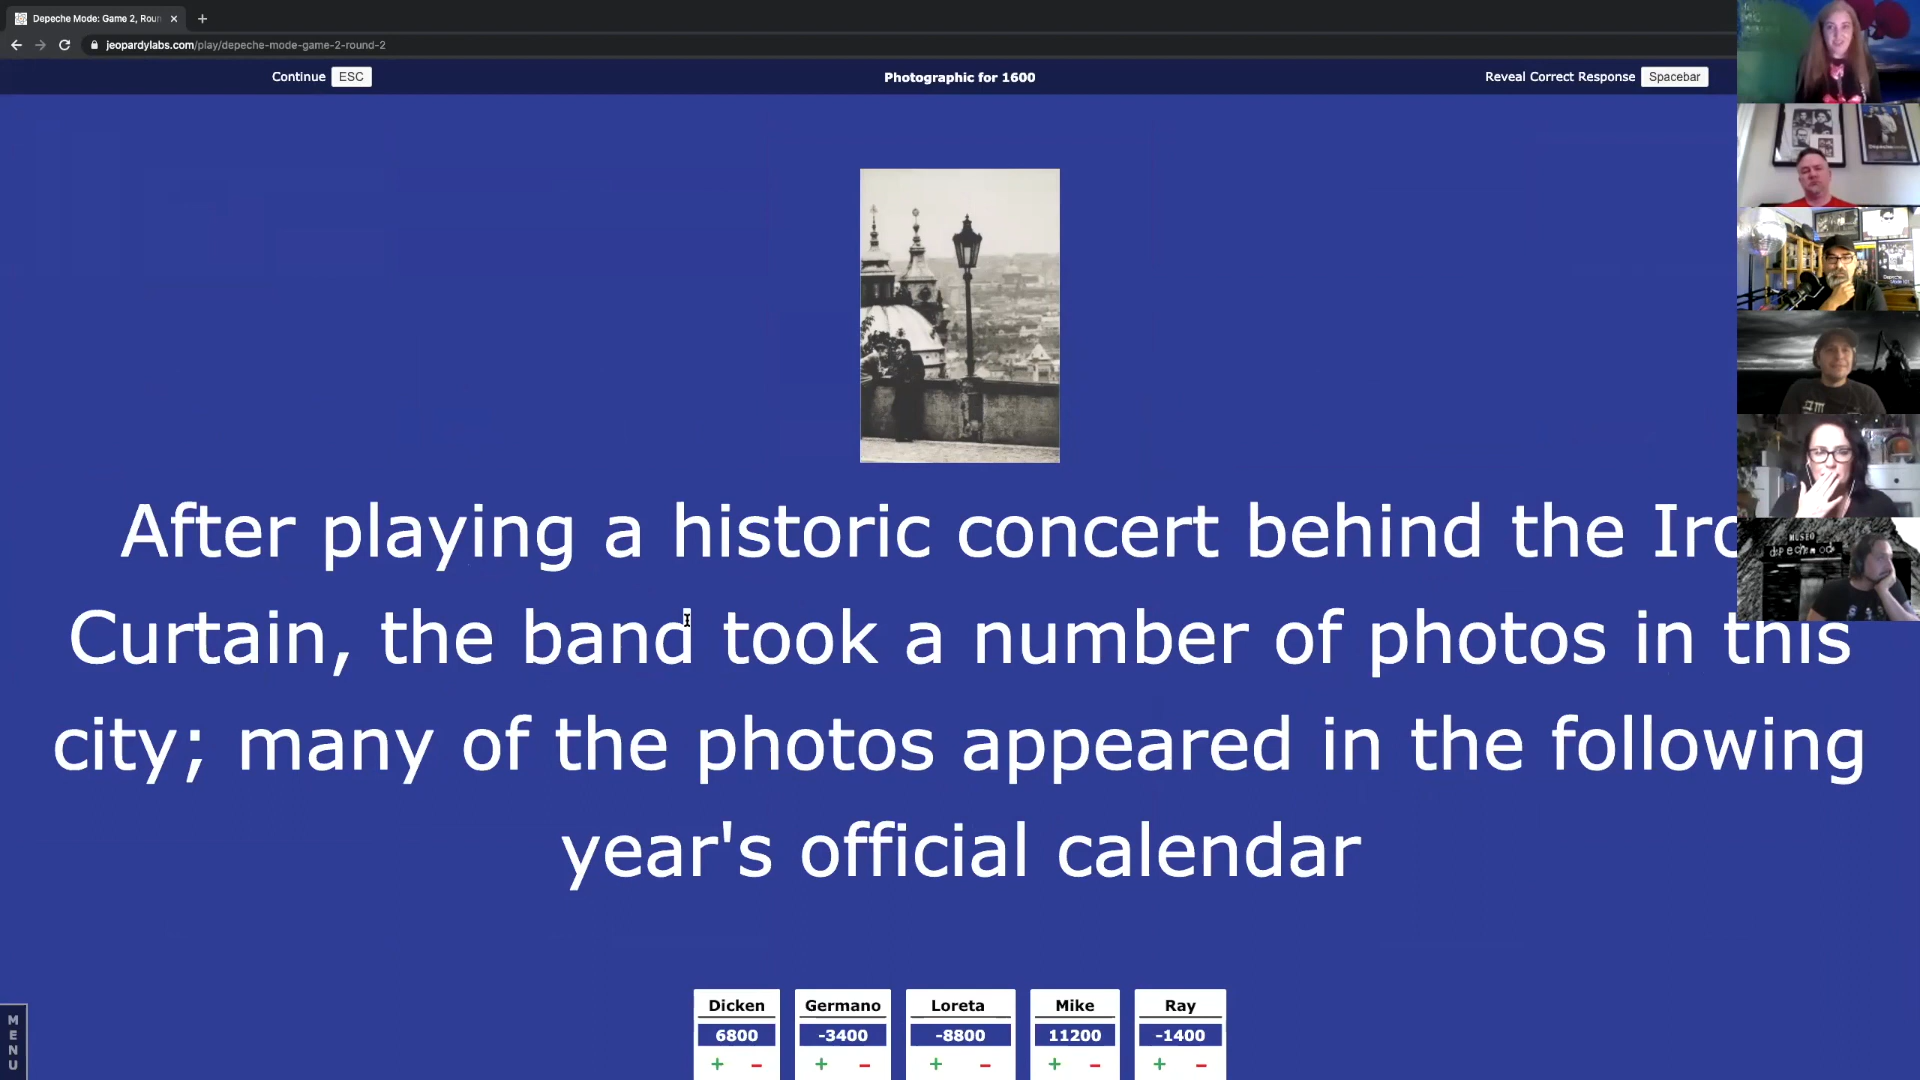 Depeche Mode: Game 2, Roun
jeopardylabs.com/play/depeche-mode-game-2-round-2
Continue ESC
Photographic for 1600
Reveal Correct Response Spacebar
After playing a historic concert behind the Iro
Curtain, the band took a number of photos in this
city; many of the photos appeared in the following
year's official calendar
MENU
Dicken Germano Loreta Mike Ray
6800 -3400 -8800 11200 -1400
+ − + − + − + − + −
MUSEO
depeche mod